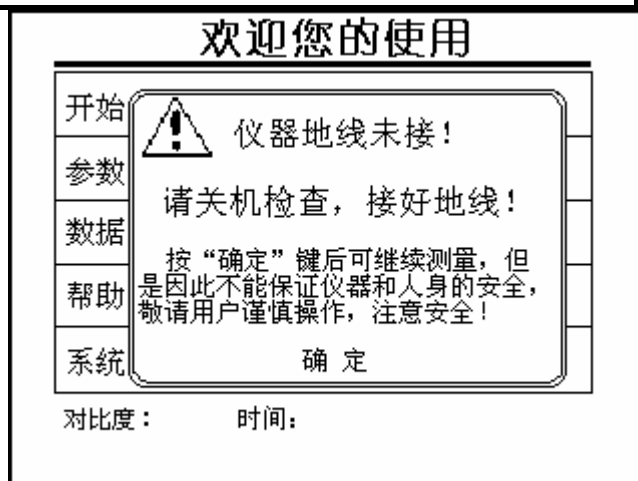 欢迎您的使用
开始
仪器地线未接!
参数
请关机检查，接好地线!
数据
按“确定”键后可继续测量，但
是因此不能保证仪器和人身的安全，
帮助
敬请用户谨慎操作，注意安全!
系统
确 定
对比度: 时间: